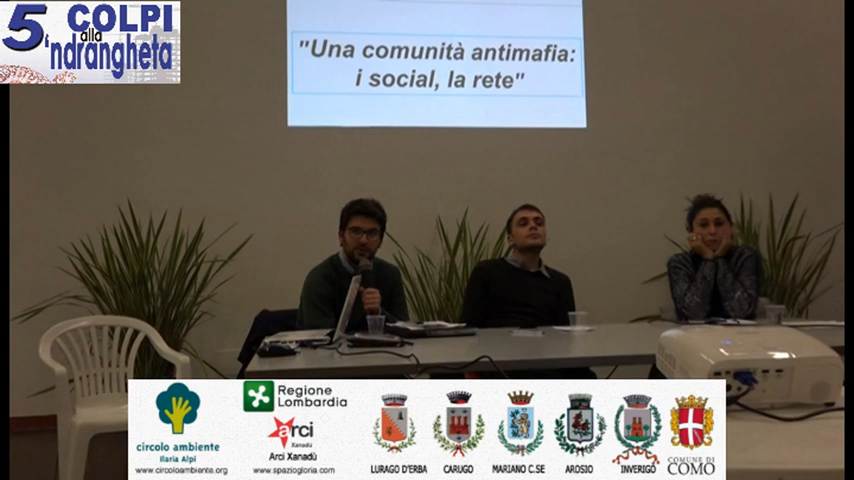 5 COLPI
alla
'ndrangheta
"Una comunità antimafia:
i social, la rete"
circolo ambiente
Ilaria Alpi
www.circoloambiente.org
Regione
Lombardia
arci
Xanadù
Arci Xanadù
www.spaziogloria.com
LURAGO D'ERBA
CARUGO
MARIANO C.SE
AROSIO
INVERIGO
COMUNE DI
COMO